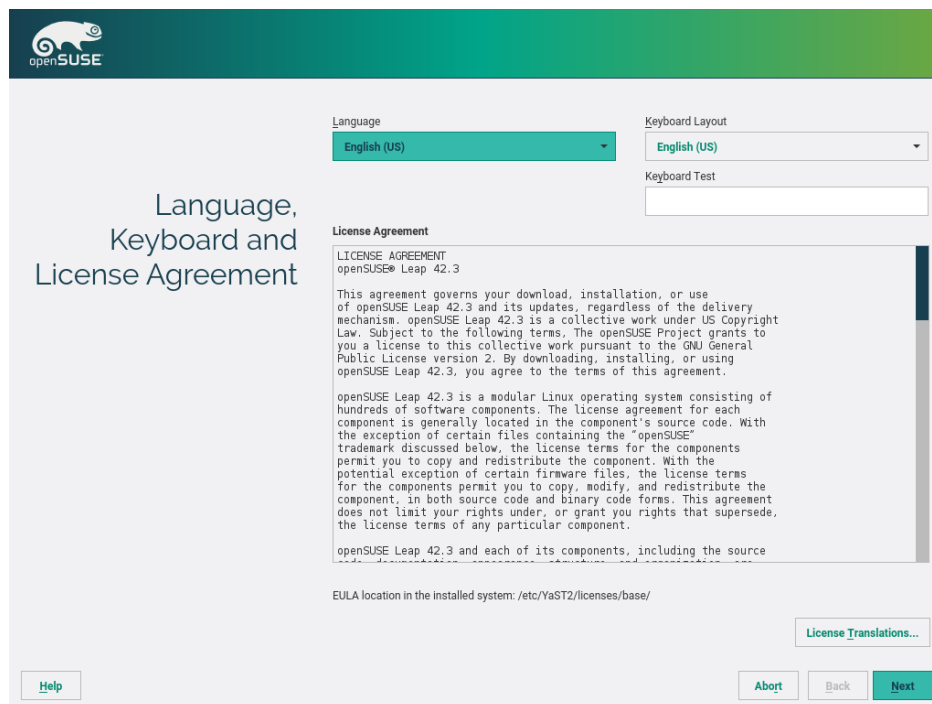 openSUSE
Language
Keyboard Layout
English (US)
English (US)
Keyboard Test
Language,
Keyboard and
License Agreement
License Agreement
LICENSE AGREEMENT
openSUSE® Leap 42.3
This agreement governs your download, installation, or use
of openSUSE Leap 42.3 and its updates, regardless of the delivery
mechanism. openSUSE Leap 42.3 is a collective work under US Copyright
Law. Subject to the following terms, The openSUSE Project grants to
you a license to this collective work pursuant to the GNU General
Public License version 2. By downloading, installing, or using
openSUSE Leap 42.3, you agree to the terms of this agreement.
openSUSE Leap 42.3 is a modular Linux operating system consisting of
hundreds of software components. The license agreement for each
component is generally located in the component's source code. With
the exception of certain files containing the “openSUSE”
trademark discussed below, the license terms for the components
permit you to copy and redistribute the component. With the
potential exception of certain firmware files, the license terms
for the components permit you to copy, modify, and redistribute the
component, in both source code and binary code forms. This agreement
does not limit your rights under, or grant you rights that supersede,
the license terms of any particular component.
openSUSE Leap 42.3 and each of its components, including the source
EULA location in the installed system: /etc/YaST2/licenses/base/
License Translations...
Help
Abort
Back
Next